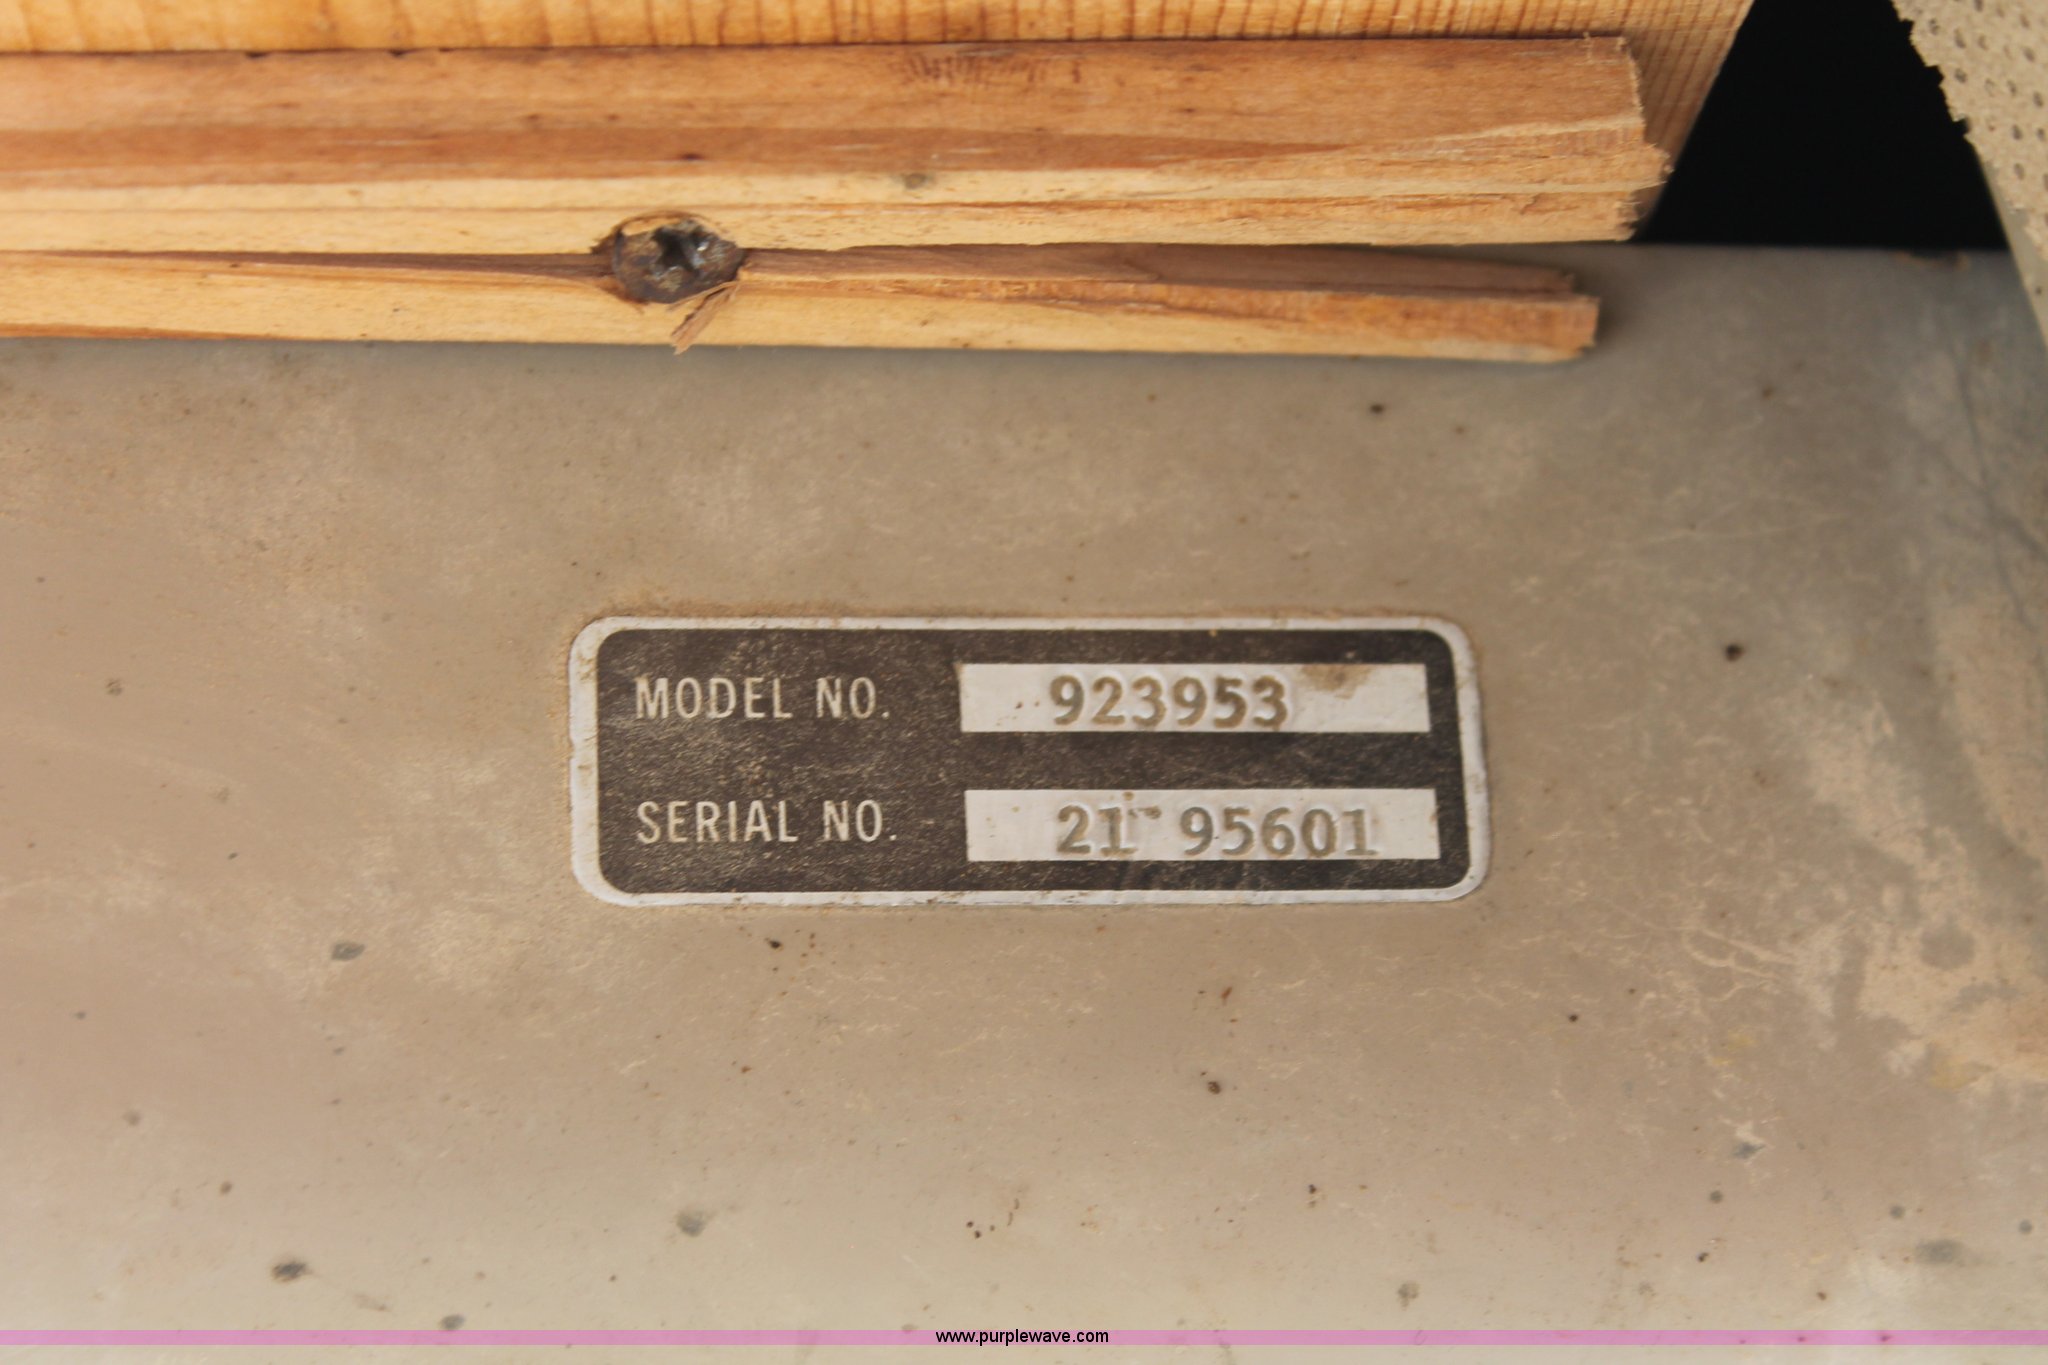 MODEL NO. 923953
SERIAL NO. 21 95601
www.purplewave.com